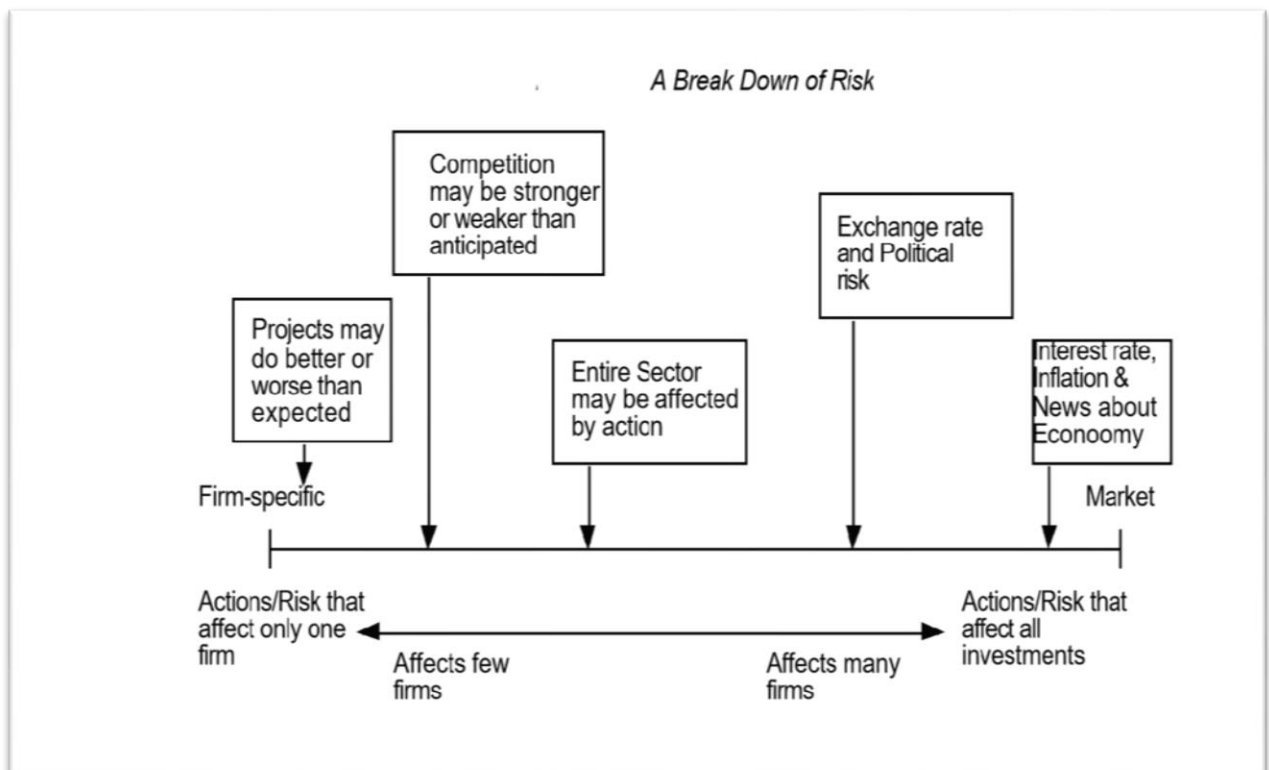 A Break Down of Risk
Competition
may be stronger
or weaker than
anticipated
Exchange rate
and Political
risk
Projects may
do better or
worse than
expected
Entire Sector
may be affected
by action
Interest rate,
Inflation &
News about
Econoomy
Firm-specific
Market
Actions/Risk that
affect only one
firm
Affects few
firms
Affects many
firms
Actions/Risk that
affect all
investments